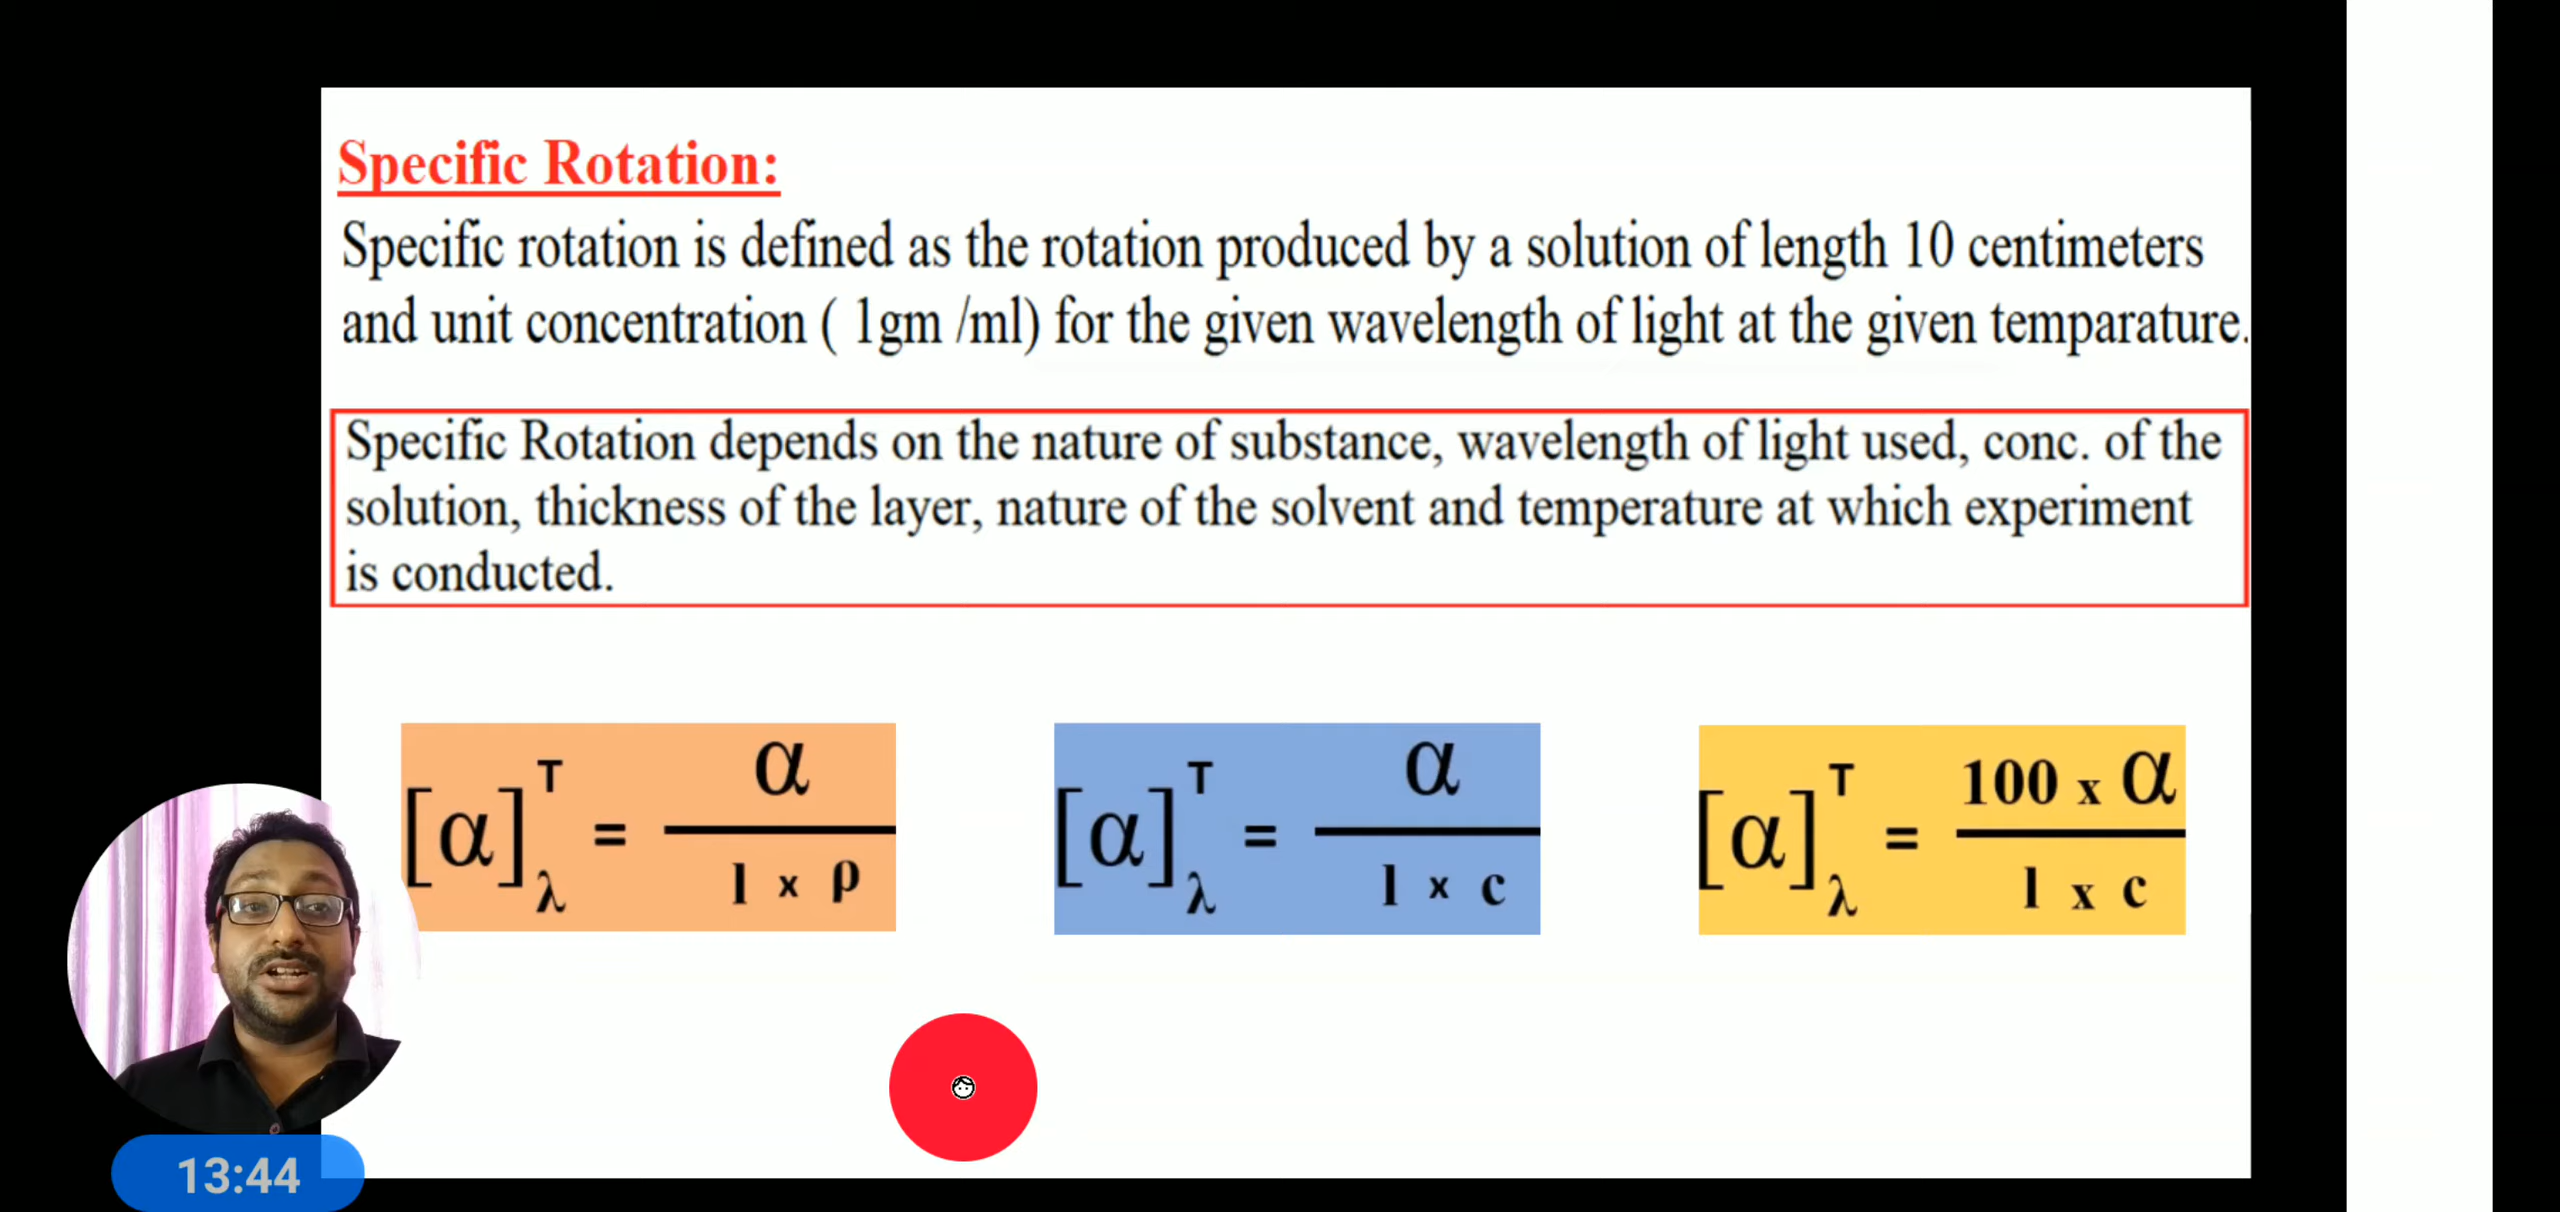 Specific Rotation:
Specific rotation is defined as the rotation produced by a solution of length 10 centimeters
and unit concentration ( 1gm /ml) for the given wavelength of light at the given temparature.
Specific Rotation depends on the nature of substance, wavelength of light used, conc. of the
solution, thickness of the layer, nature of the solvent and temperature at which experiment
is conducted.
[α]ᵀ_λ = α / l x ρ
[α]ᵀ_λ = α / l x c
[α]ᵀ_λ = 100 x α / l x c
13:44